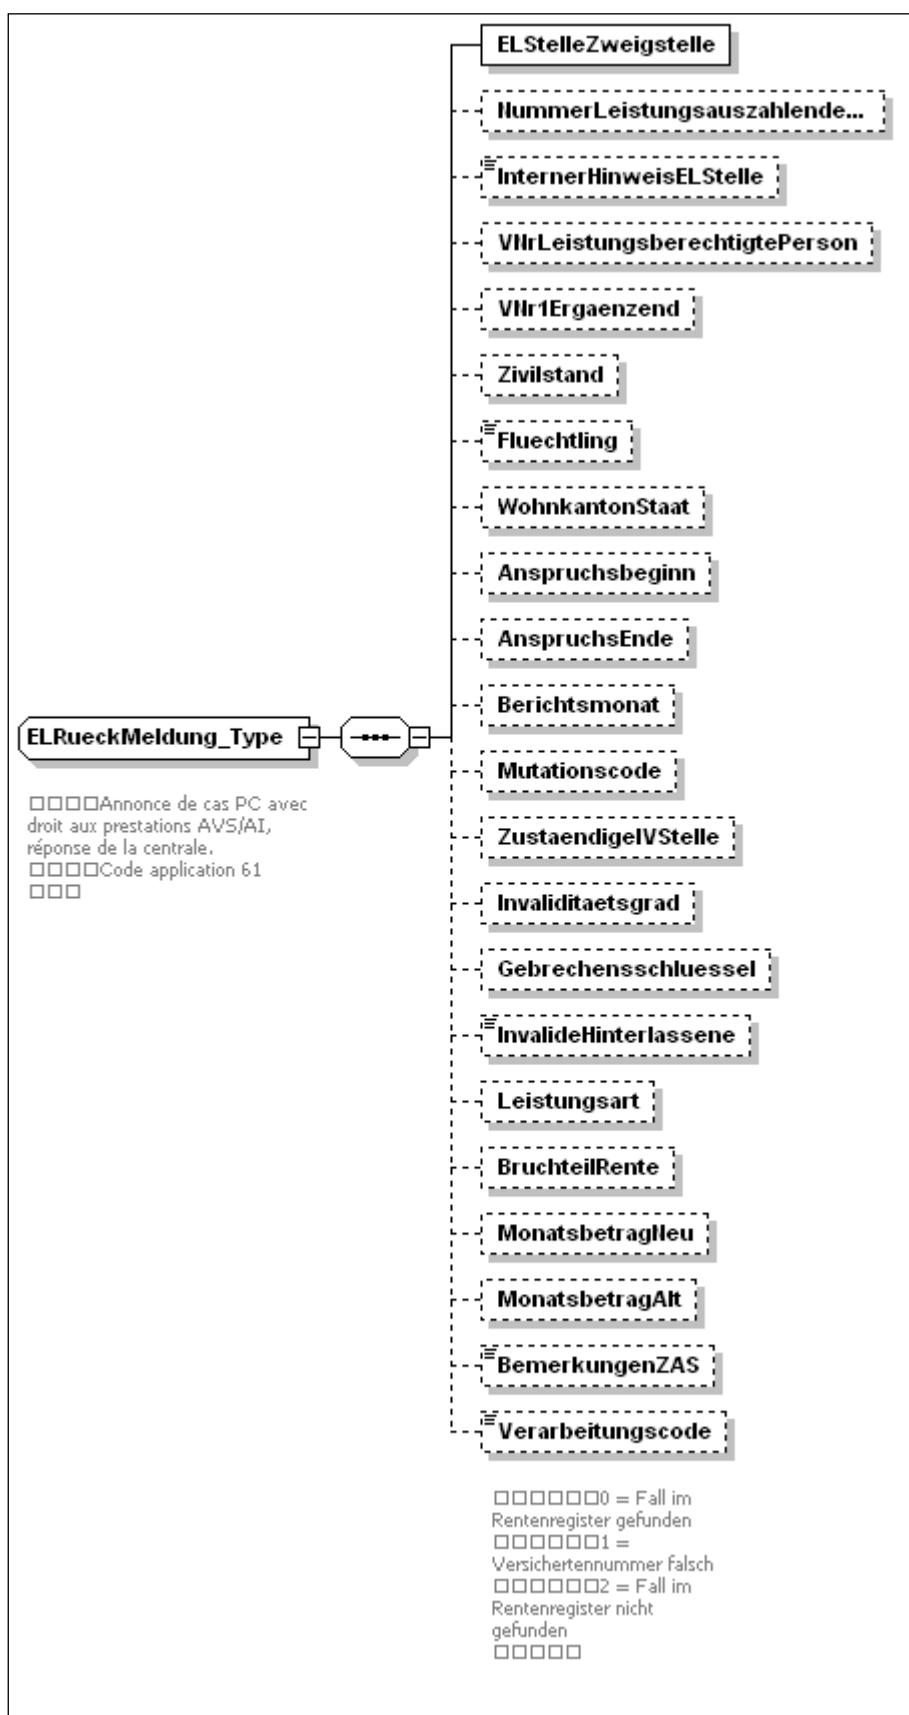 ELStelleZweigstelle
NummerLeistungsauszahlende...
InternerHinweisELStelle
VNrLeistungsberechtigtePerson
VNr1Ergaenzend
Zivilstand
Fluechtling
WohnkantonStaat
Anspruchsbeginn
AnspruchsEnde
Berichtsmonat
ELRueckMeldung_Type
Mutationscode
□□□□Annonce de cas PC avec
droit aux prestations AVS/AI,
réponse de la centrale.
□□□□Code application 61
□□□
ZustaendigeIVStelle
Invaliditaetsgrad
Gebrechensschluessel
InvalideHinterlassene
Leistungsart
BruchteilRente
MonatsbetragNeu
MonatsbetragAlt
BemerkungenZAS
Verarbeitungscode
□□□□□□0 = Fall im
Rentenregister gefunden
□□□□□□1 =
Versichertennummer falsch
□□□□□□2 = Fall im
Rentenregister nicht
gefunden
□□□□□